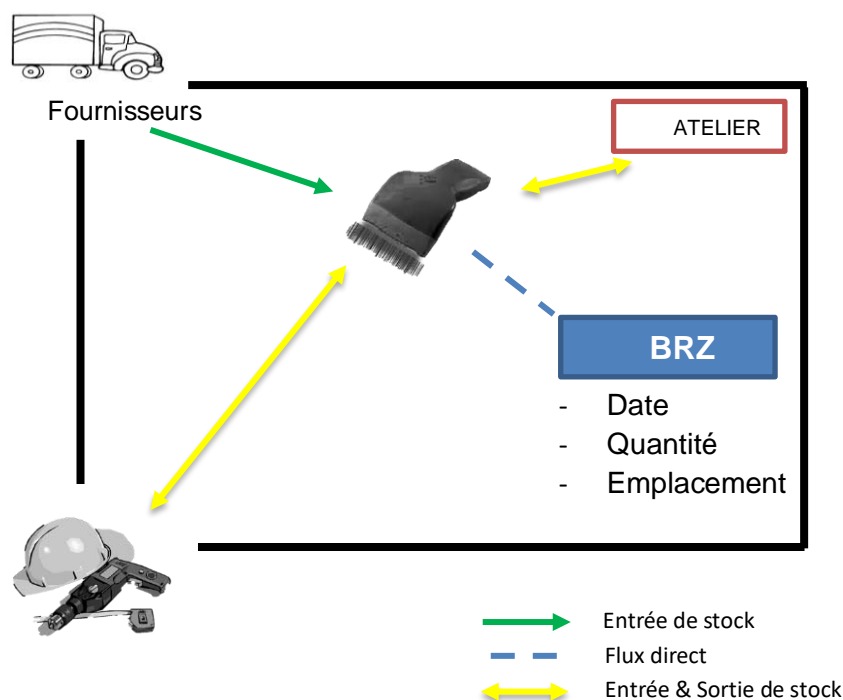 Fournisseurs
ATELIER
BRZ
- Date
- Quantité
- Emplacement
Entrée de stock
Flux direct
Entrée & Sortie de stock